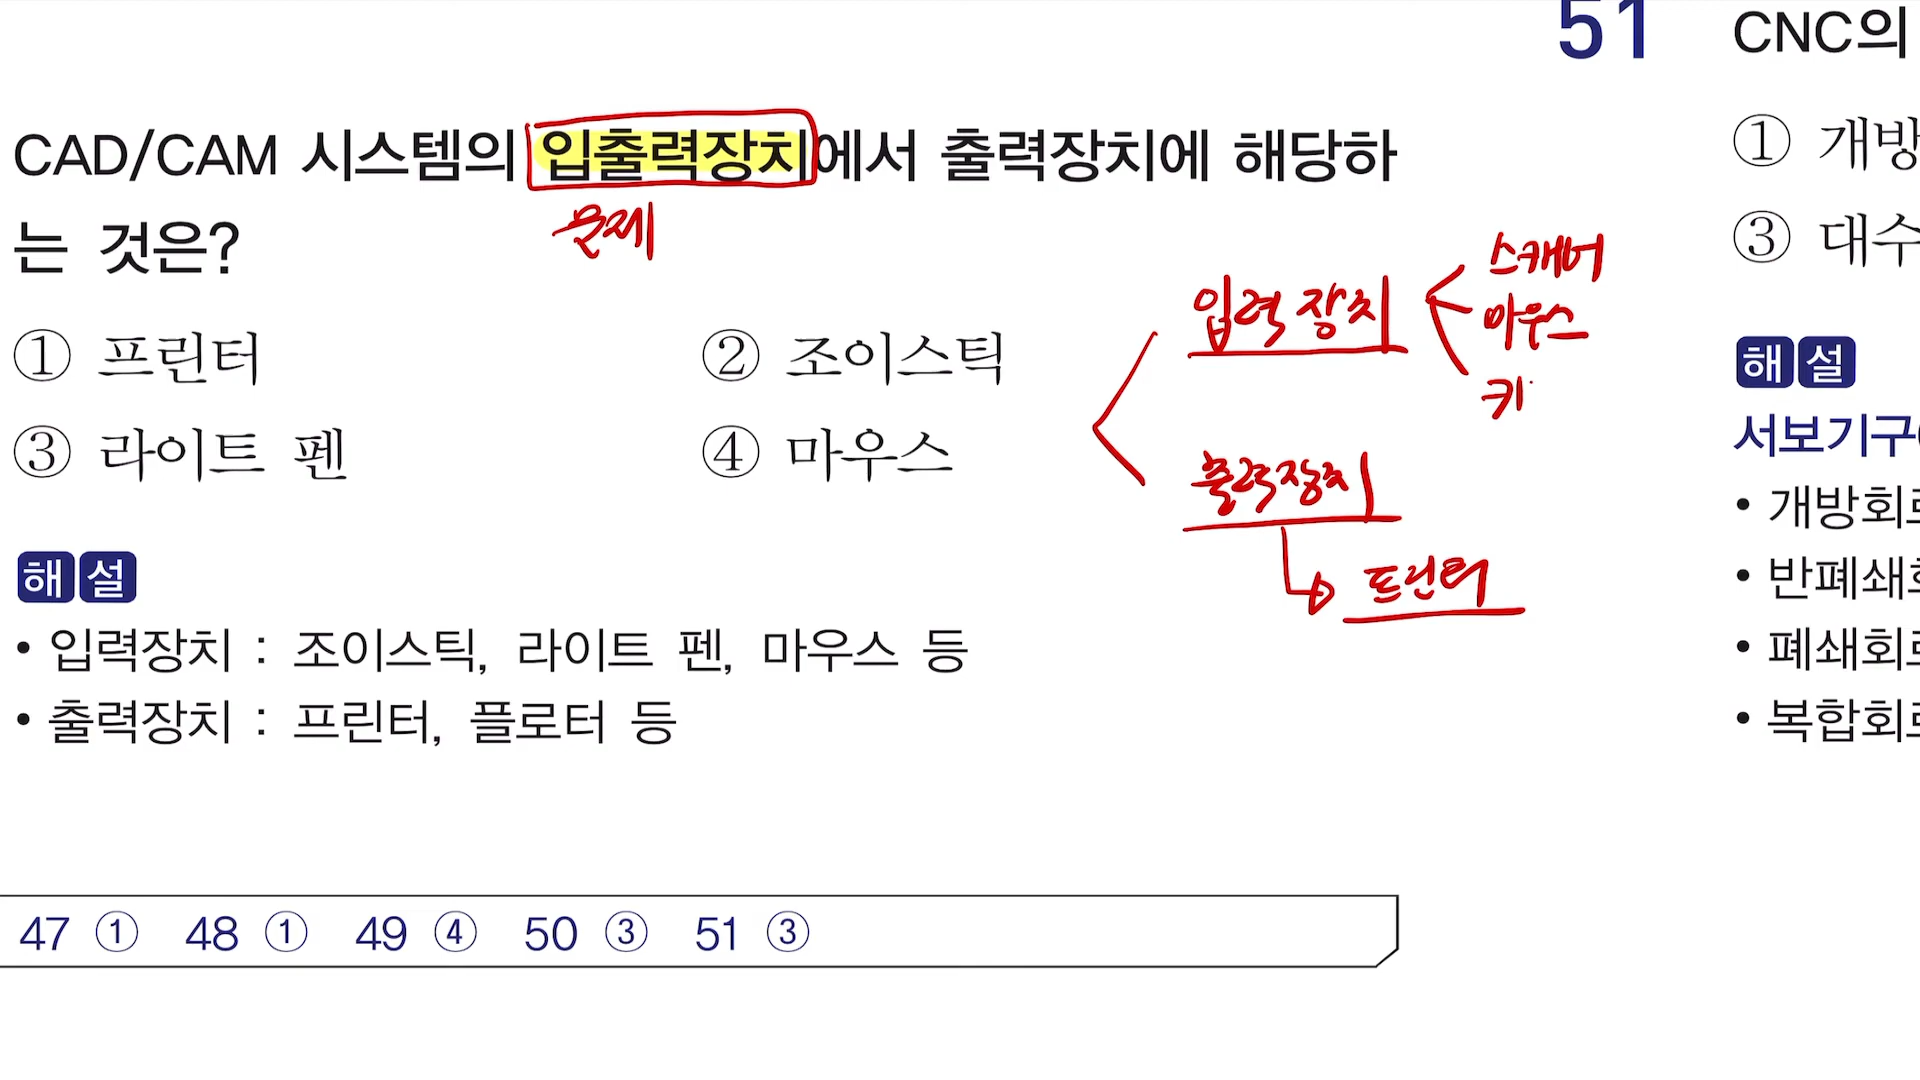 CAD/CAM 시스템의 입출력장치에서 출력장치에 해당하
는 것은?
문제
① 프린터
② 조이스틱
③ 라이트 펜
④ 마우스
입력장치
스캐너
마우스
키
출력장치
프린터
해설
• 입력장치 : 조이스틱, 라이트 펜, 마우스 등
• 출력장치 : 프린터, 플로터 등
47 ① 48 ① 49 ④ 50 ③ 51 ③
51 CNC의
① 개방
③ 대수
해설
서보기구
• 개방회로
• 반폐쇄회
• 폐쇄회로
• 복합회로